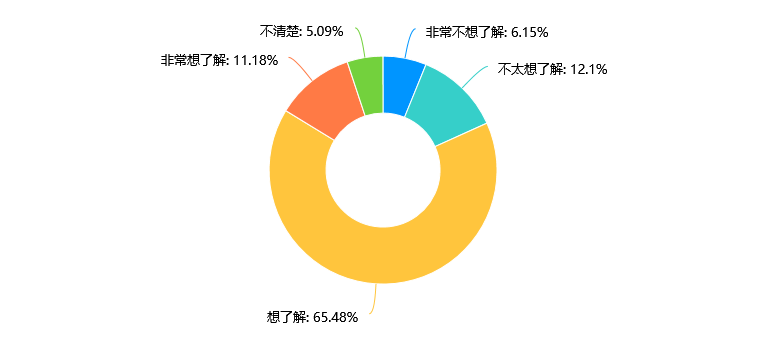 不清楚: 5.09%
非常不想了解: 6.15%
非常想了解: 11.18%
不太想了解: 12.1%
想了解: 65.48%